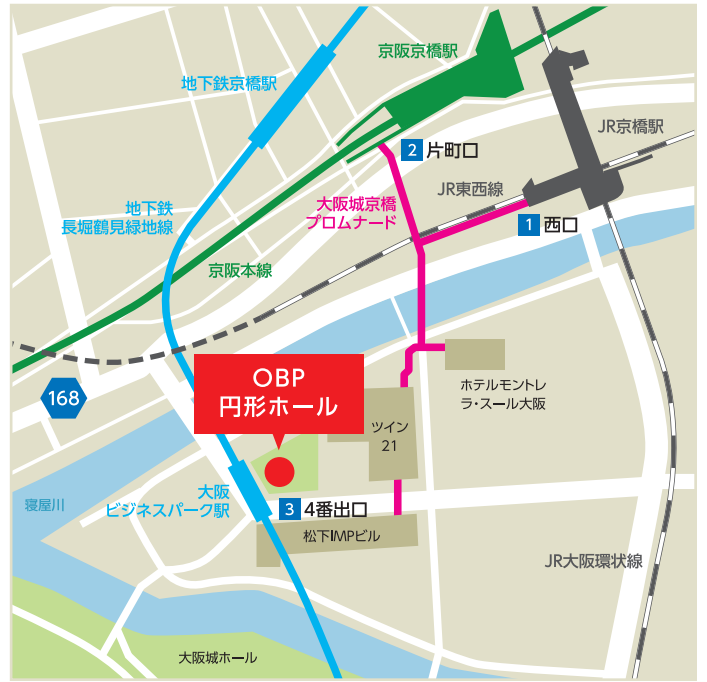 京阪京橋駅
地下鉄京橋駅
JR京橋駅
2 片町口
JR東西線
大阪城京橋
プロムナード
1 西口
地下鉄
長堀鶴見緑地線
京阪本線
OBP
円形ホール
168
ホテルモントレ
ラ・スール大阪
ツイン
21
大阪
ビジネスパーク駅
寝屋川
3 4番出口
松下IMPビル
JR大阪環状線
大阪城ホール